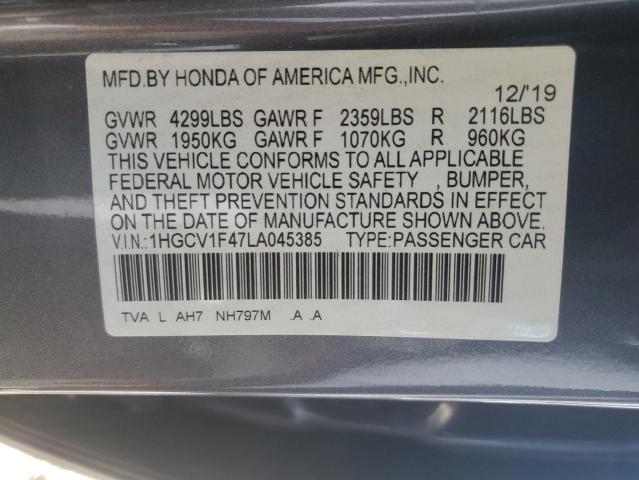 MFD.BY HONDA OF AMERICA MFG.,INC.
12/'19
GVWR 4299LBS GAWR F 2359LBS R 2116LBS
GVWR 1950KG GAWR F 1070KG R 960KG
THIS VEHICLE CONFORMS TO ALL APPLICABLE
FEDERAL MOTOR VEHICLE SAFETY , BUMPER,
AND THEFT PREVENTION STANDARDS IN EFFECT
ON THE DATE OF MANUFACTURE SHOWN ABOVE.
V.I.N.:1HGCV1F47LA045385 TYPE:PASSENGER CAR
TVA L AH7 NH797M .A .A